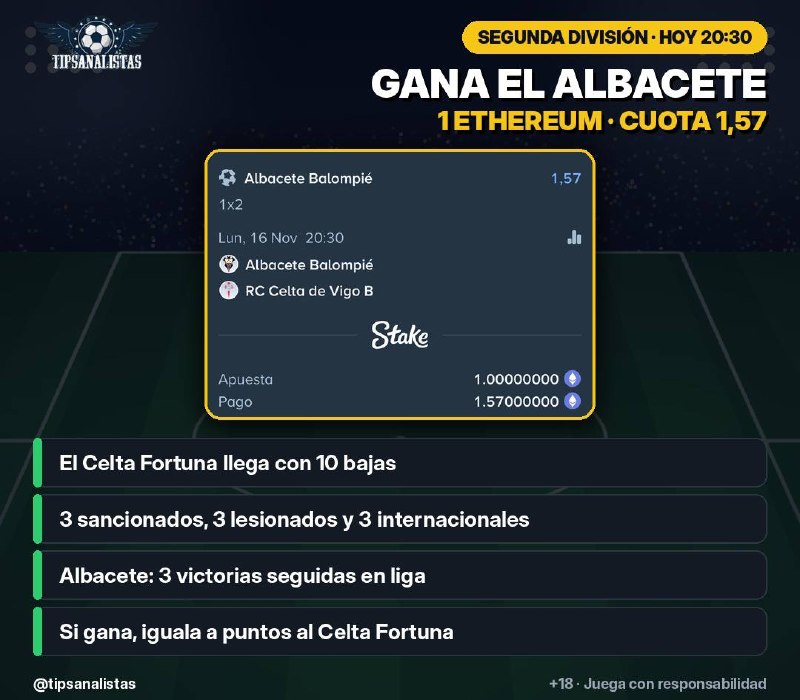 TIPSANALISTAS
SEGUNDA DIVISIÓN · HOY 20:30
GANA EL ALBACETE
1 ETHEREUM · CUOTA 1,57
Albacete Balompié 1,57
1x2
Lun, 16 Nov 20:30
Albacete Balompié
RC Celta de Vigo B
Stake
Apuesta 1.00000000
Pago 1.57000000
El Celta Fortuna llega con 10 bajas
3 sancionados, 3 lesionados y 3 internacionales
Albacete: 3 victorias seguidas en liga
Si gana, iguala a puntos al Celta Fortuna
@tipsanalistas +18 · Juega con responsabilidad